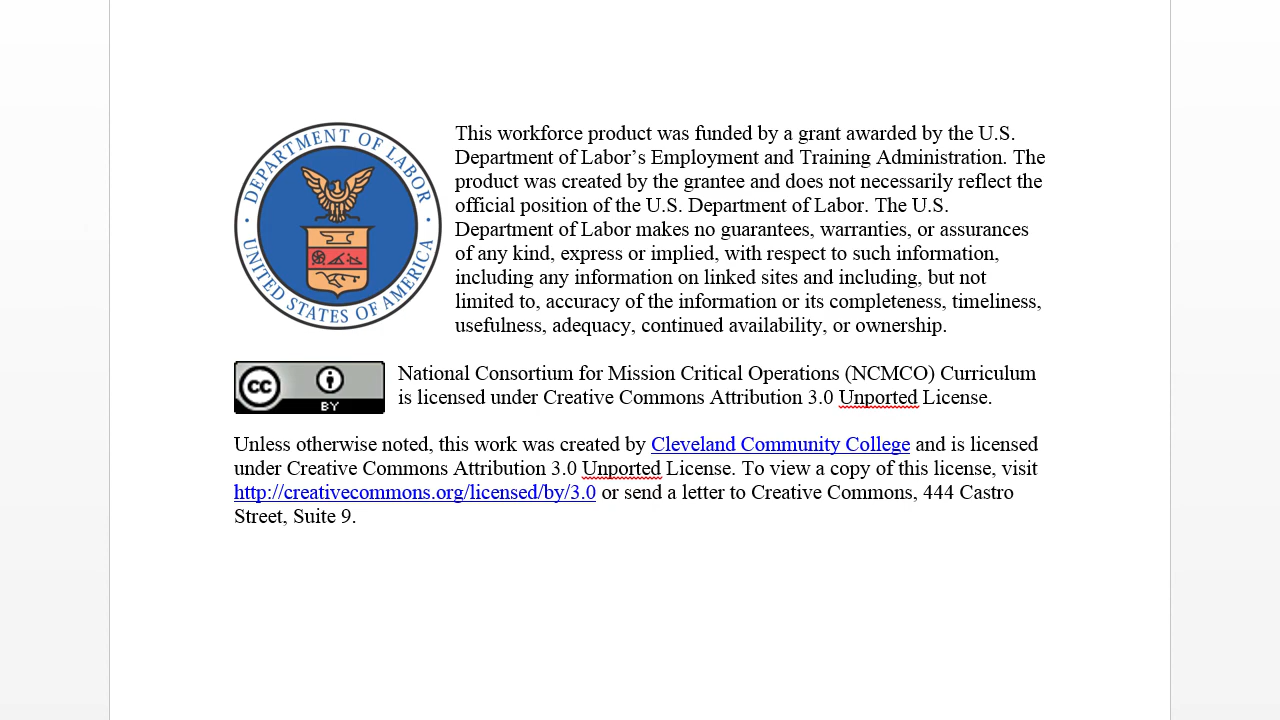 DEPARTMENT OF LABOR
UNITED STATES OF AMERICA
This workforce product was funded by a grant awarded by the U.S.
Department of Labor’s Employment and Training Administration. The
product was created by the grantee and does not necessarily reflect the
official position of the U.S. Department of Labor. The U.S.
Department of Labor makes no guarantees, warranties, or assurances
of any kind, express or implied, with respect to such information,
including any information on linked sites and including, but not
limited to, accuracy of the information or its completeness, timeliness,
usefulness, adequacy, continued availability, or ownership.
CC
BY
National Consortium for Mission Critical Operations (NCMCO) Curriculum
is licensed under Creative Commons Attribution 3.0 Unported License.
Unless otherwise noted, this work was created by Cleveland Community College and is licensed
under Creative Commons Attribution 3.0 Unported License. To view a copy of this license, visit
http://creativecommons.org/licensed/by/3.0 or send a letter to Creative Commons, 444 Castro
Street, Suite 9.